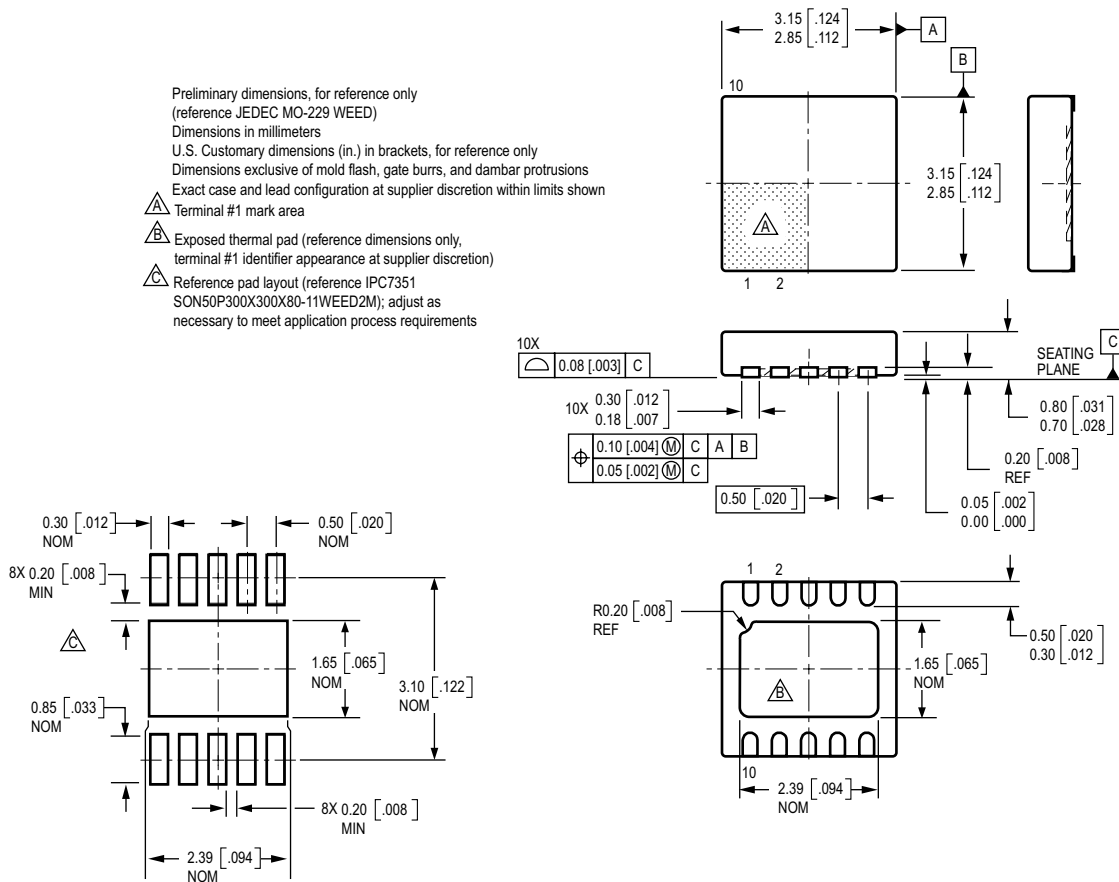 Preliminary dimensions, for reference only
(reference JEDEC MO-229 WEED)
Dimensions in millimeters
U.S. Customary dimensions (in.) in brackets, for reference only
Dimensions exclusive of mold flash, gate burrs, and dambar protrusions
Exact case and lead configuration at supplier discretion within limits shown
A Terminal #1 mark area
B Exposed thermal pad (reference dimensions only,
terminal #1 identifier appearance at supplier discretion)
C Reference pad layout (reference IPC7351
SON50P300X300X80-11WEED2M); adjust as
necessary to meet application process requirements
3.15 [.124
2.85 .112]
A
B
10
3.15 [.124
2.85 .112]
A
1 2
10X
0.08 [.003] C
SEATING
PLANE
C
10X 0.30 [.012
0.18 .007]
0.10 [.004] Ⓜ C A B
0.05 [.002] Ⓜ C
0.50 [.020]
0.80 [.031
0.70 .028]
0.20 [.008]
REF
0.05 [.002
0.00 .000]
0.30 [.012]
NOM
0.50 [.020]
NOM
8X 0.20 [.008]
MIN
C
1.65 [.065]
NOM
3.10 [.122]
NOM
0.85 [.033]
NOM
8X 0.20 [.008]
MIN
2.39 [.094]
NOM
1 2
R0.20 [.008]
REF
0.50 [.020
0.30 .012]
1.65 [.065]
NOM
B
10
2.39 [.094]
NOM